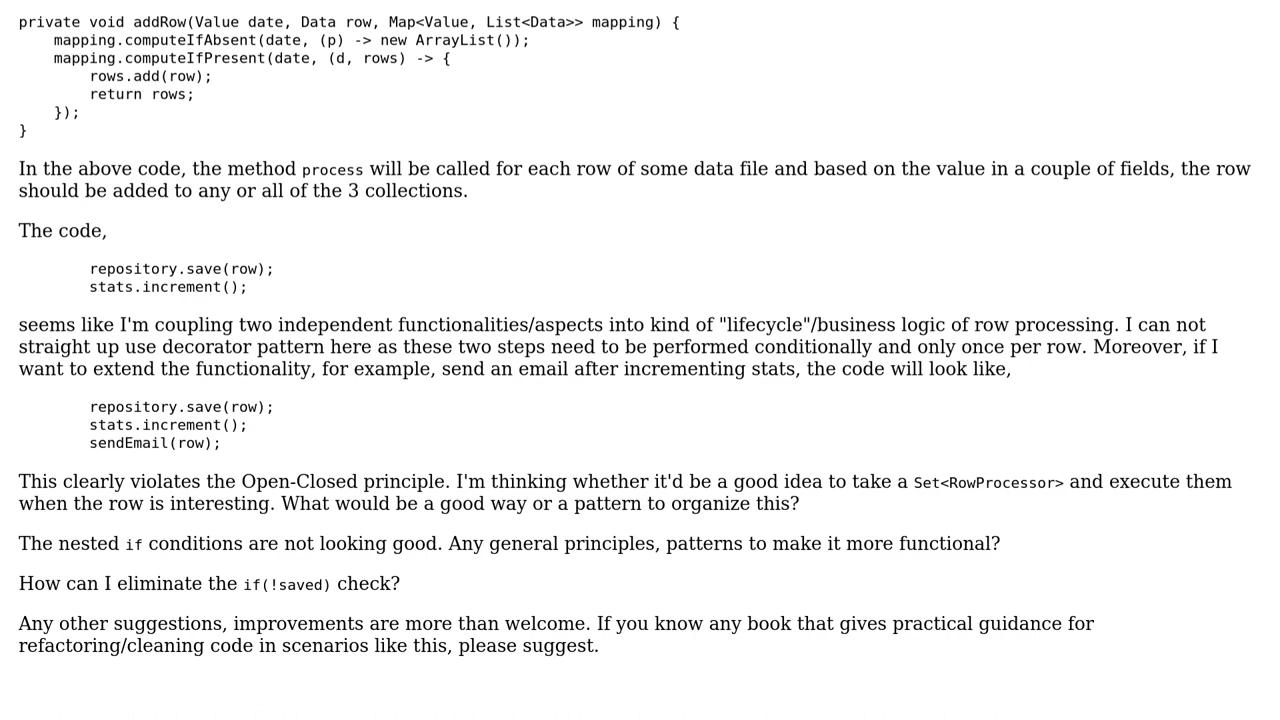 private void addRow(Value date, Data row, Map<Value, List<Data>> mapping) {
    mapping.computeIfAbsent(date, (p) -> new ArrayList());
    mapping.computeIfPresent(date, (d, rows) -> {
        rows.add(row);
        return rows;
    });
}
In the above code, the method process will be called for each row of some data file and based on the value in a couple of fields, the row
should be added to any or all of the 3 collections.
The code,
        repository.save(row);
        stats.increment();
seems like I'm coupling two independent functionalities/aspects into kind of "lifecycle"/business logic of row processing. I can not
straight up use decorator pattern here as these two steps need to be performed conditionally and only once per row. Moreover, if I
want to extend the functionality, for example, send an email after incrementing stats, the code will look like,
        repository.save(row);
        stats.increment();
        sendEmail(row);
This clearly violates the Open-Closed principle. I'm thinking whether it'd be a good idea to take a Set<RowProcessor> and execute them
when the row is interesting. What would be a good way or a pattern to organize this?
The nested if conditions are not looking good. Any general principles, patterns to make it more functional?
How can I eliminate the if(!saved) check?
Any other suggestions, improvements are more than welcome. If you know any book that gives practical guidance for
refactoring/cleaning code in scenarios like this, please suggest.